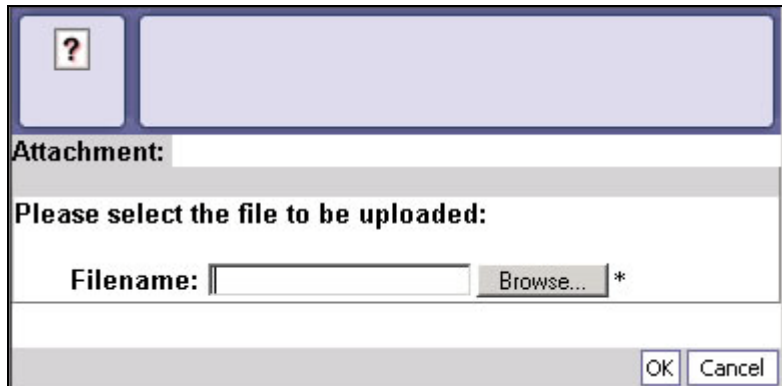 ?
Attachment:
Please select the file to be uploaded:
Filename: Browse... *
OK Cancel